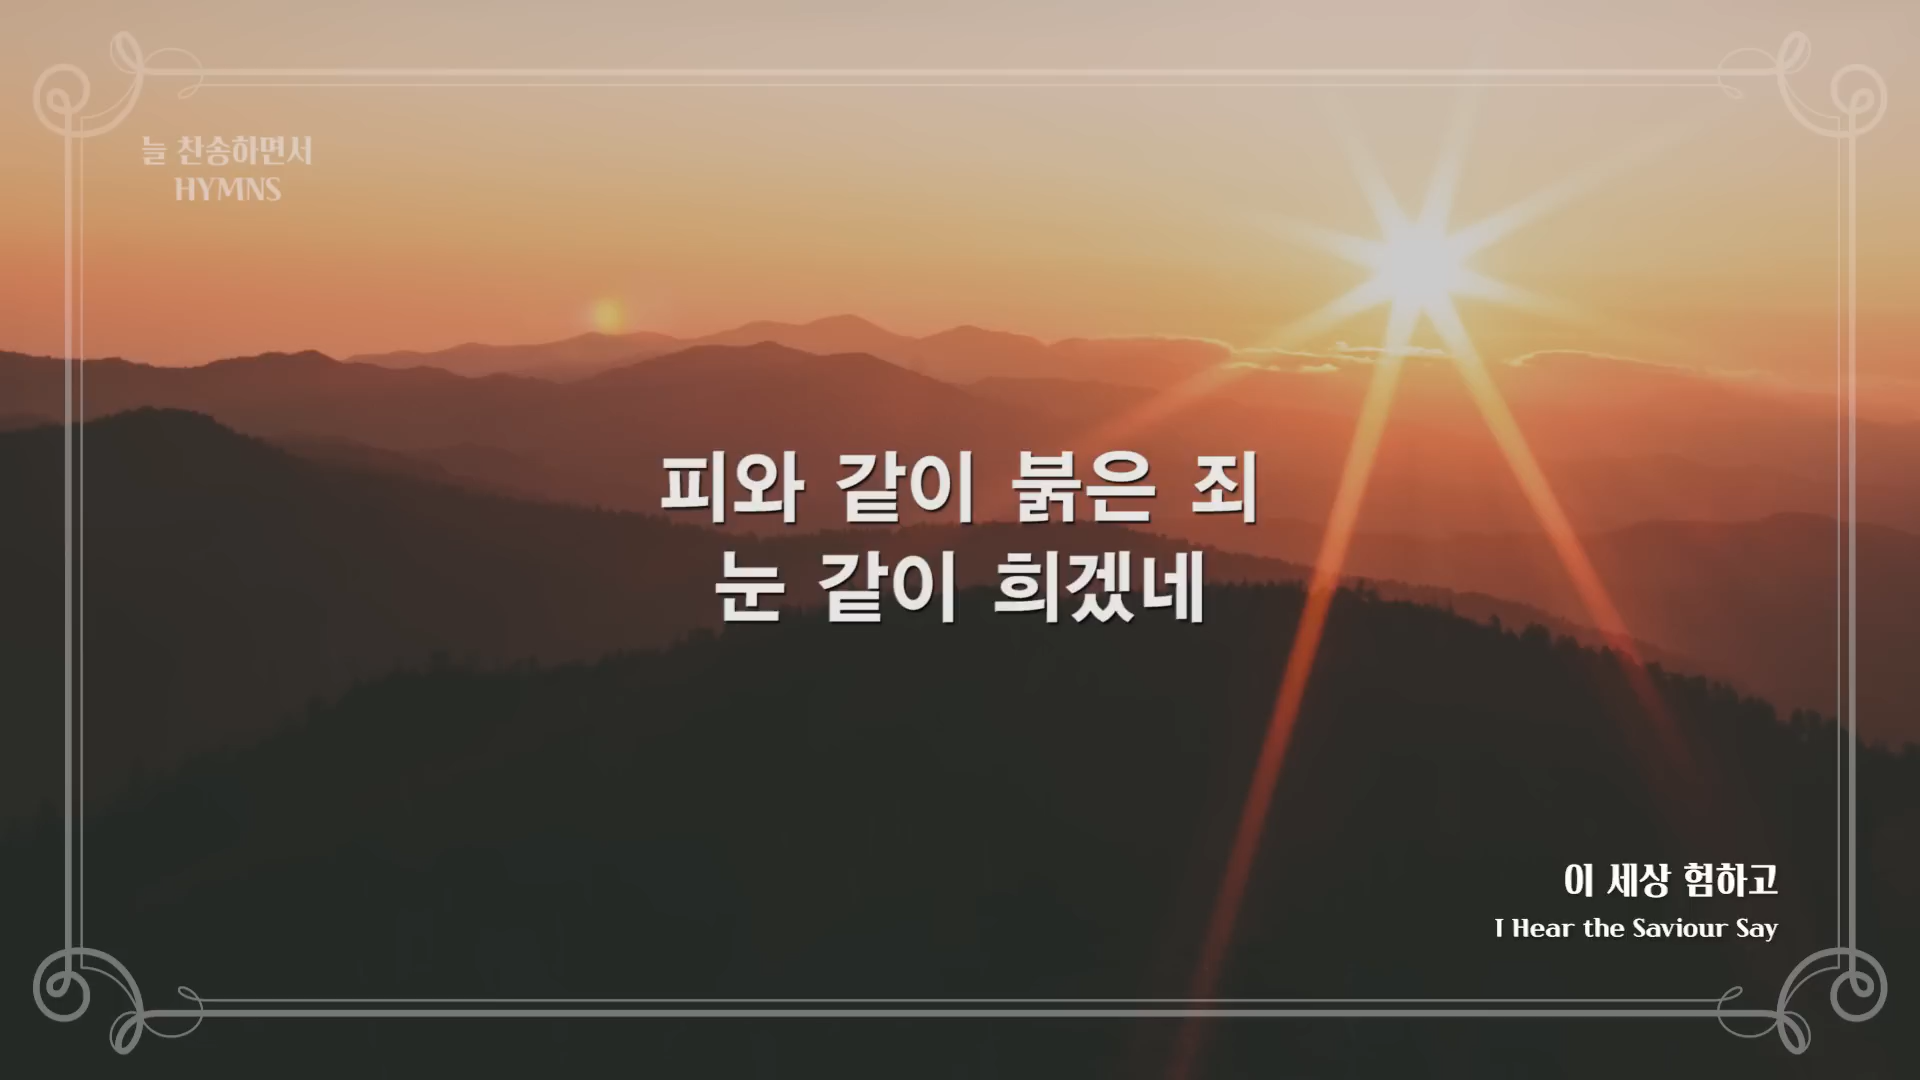 늘 찬송하면서
HYMNS
피와 같이 붉은 죄
눈 같이 희겠네
이 세상 험하고
I Hear the Saviour Say